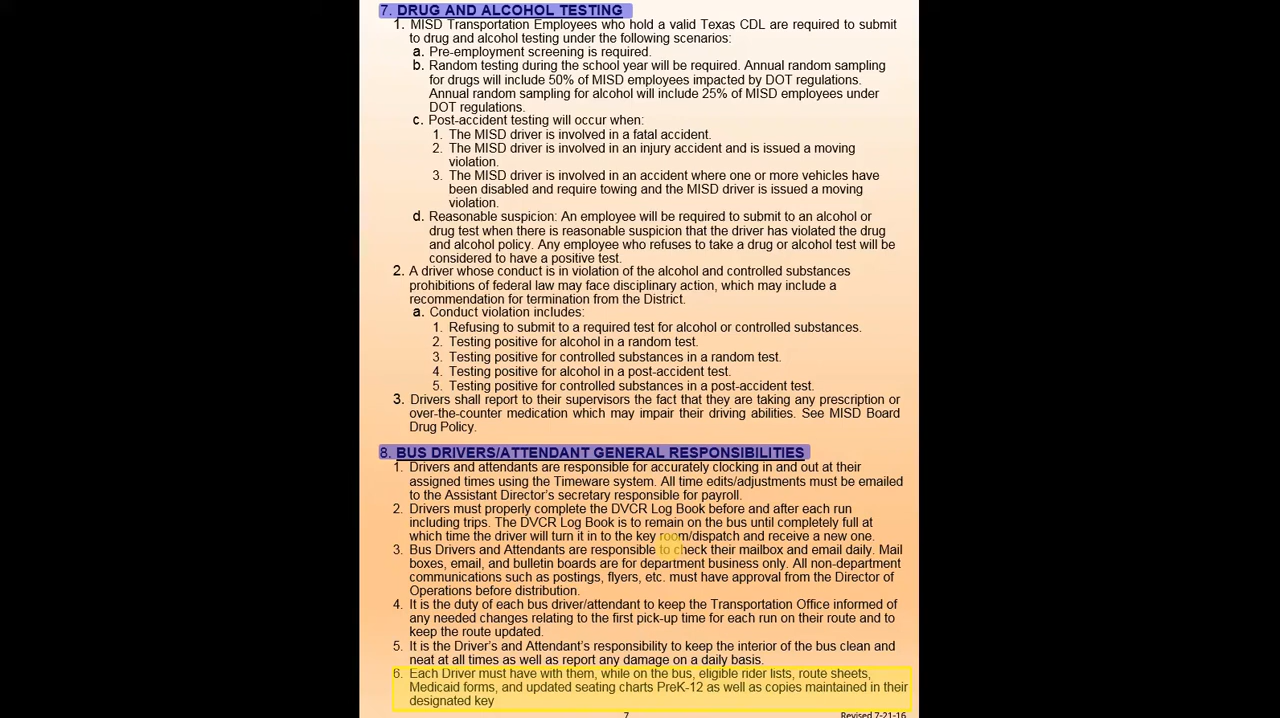 7. DRUG AND ALCOHOL TESTING
1. MISD Transportation Employees who hold a valid Texas CDL are required to submit
to drug and alcohol testing under the following scenarios:
a. Pre-employment screening is required.
b. Random testing during the school year will be required. Annual random sampling
for drugs will include 50% of MISD employees impacted by DOT regulations.
Annual random sampling for alcohol will include 25% of MISD employees under
DOT regulations.
c. Post-accident testing will occur when:
1. The MISD driver is involved in a fatal accident.
2. The MISD driver is involved in an injury accident and is issued a moving
violation.
3. The MISD driver is involved in an accident where one or more vehicles have
been disabled and require towing and the MISD driver is issued a moving
violation.
d. Reasonable suspicion: An employee will be required to submit to an alcohol or
drug test when there is reasonable suspicion that the driver has violated the drug
and alcohol policy. Any employee who refuses to take a drug or alcohol test will be
considered to have a positive test.
2. A driver whose conduct is in violation of the alcohol and controlled substances
prohibitions of federal law may face disciplinary action, which may include a
recommendation for termination from the District.
a. Conduct violation includes:
1. Refusing to submit to a required test for alcohol or controlled substances.
2. Testing positive for alcohol in a random test.
3. Testing positive for controlled substances in a random test.
4. Testing positive for alcohol in a post-accident test.
5. Testing positive for controlled substances in a post-accident test.
3. Drivers shall report to their supervisors the fact that they are taking any prescription or
over-the-counter medication which may impair their driving abilities. See MISD Board
Drug Policy.
8. BUS DRIVERS/ATTENDANT GENERAL RESPONSIBILITIES
1. Drivers and attendants are responsible for accurately clocking in and out at their
assigned times using the Timeware system. All time edits/adjustments must be emailed
to the Assistant Director's secretary responsible for payroll.
2. Drivers must properly complete the DVCR Log Book before and after each run
including trips. The DVCR Log Book is to remain on the bus until completely full at
which time the driver will turn it in to the key room/dispatch and receive a new one.
3. Bus Drivers and Attendants are responsible to check their mailbox and email daily. Mail
boxes, email, and bulletin boards are for department business only. All non-department
communications such as postings, flyers, etc. must have approval from the Director of
Operations before distribution.
4. It is the duty of each bus driver/attendant to keep the Transportation Office informed of
any needed changes relating to the first pick-up time for each run on their route and to
keep the route updated.
5. It is the Driver's and Attendant's responsibility to keep the interior of the bus clean and
neat at all times as well as report any damage on a daily basis.
6. Each Driver must have with them, while on the bus, eligible rider lists, route sheets,
Medicaid forms, and updated seating charts PreK-12 as well as copies maintained in their
designated key
7
Revised 7-21-16